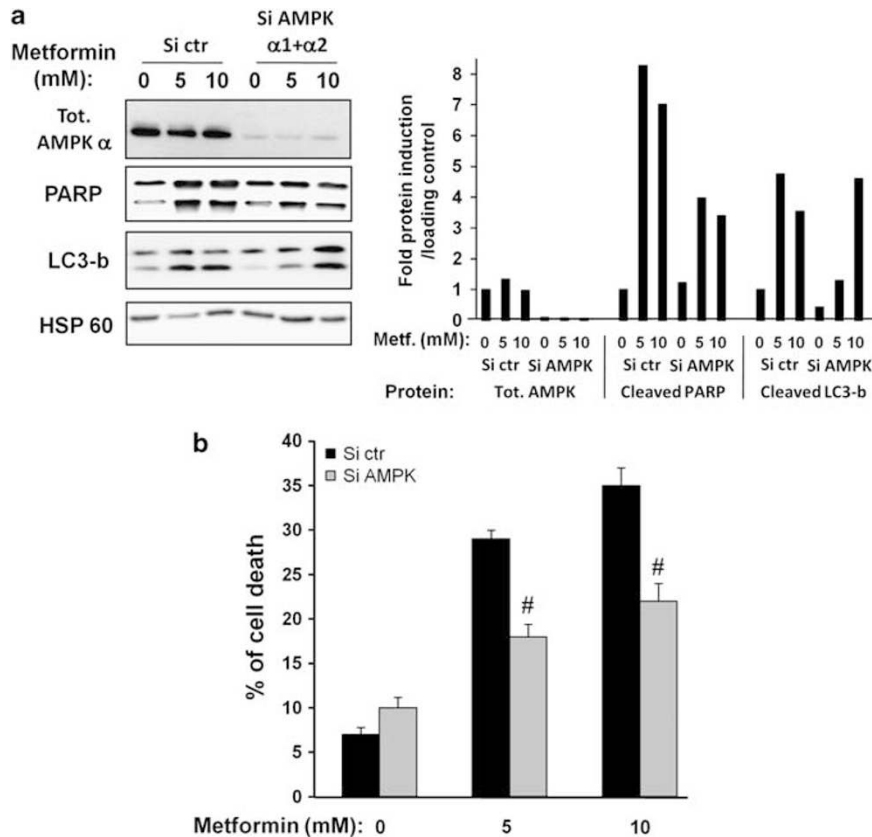 a
Si AMPK
Metformin Si ctr α1+α2
(mM): 0 5 10 0 5 10
Tot.
AMPK α
PARP
LC3-b
HSP 60
Fold protein induction
/loading control
8
7
6
5
4
3
2
1
0
Metf. (mM): 0 5 10 0 5 10 0 5 10 0 5 10 0 5 10 0 5 10
Si ctr Si AMPK Si ctr Si AMPK Si ctr Si AMPK
Protein: Tot. AMPK Cleaved PARP Cleaved LC3-b
b
Si ctr
Si AMPK
% of cell death
40
35
30
25
20
15
10
5
0
# #
Metformin (mM): 0 5 10